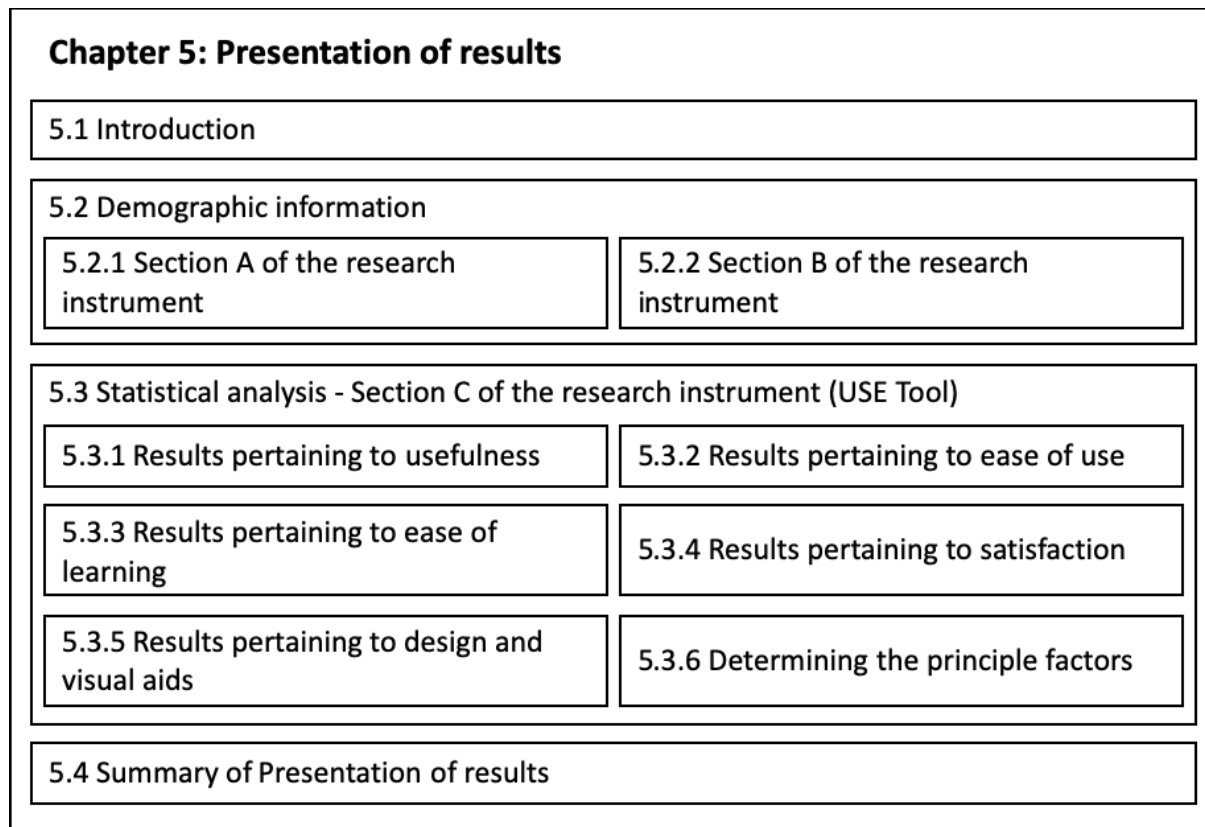 Chapter 5: Presentation of results
5.1 Introduction
5.2 Demographic information
5.2.1 Section A of the research
instrument
5.2.2 Section B of the research
instrument
5.3 Statistical analysis - Section C of the research instrument (USE Tool)
5.3.1 Results pertaining to usefulness
5.3.2 Results pertaining to ease of use
5.3.3 Results pertaining to ease of
learning
5.3.4 Results pertaining to satisfaction
5.3.5 Results pertaining to design and
visual aids
5.3.6 Determining the principle factors
5.4 Summary of Presentation of results